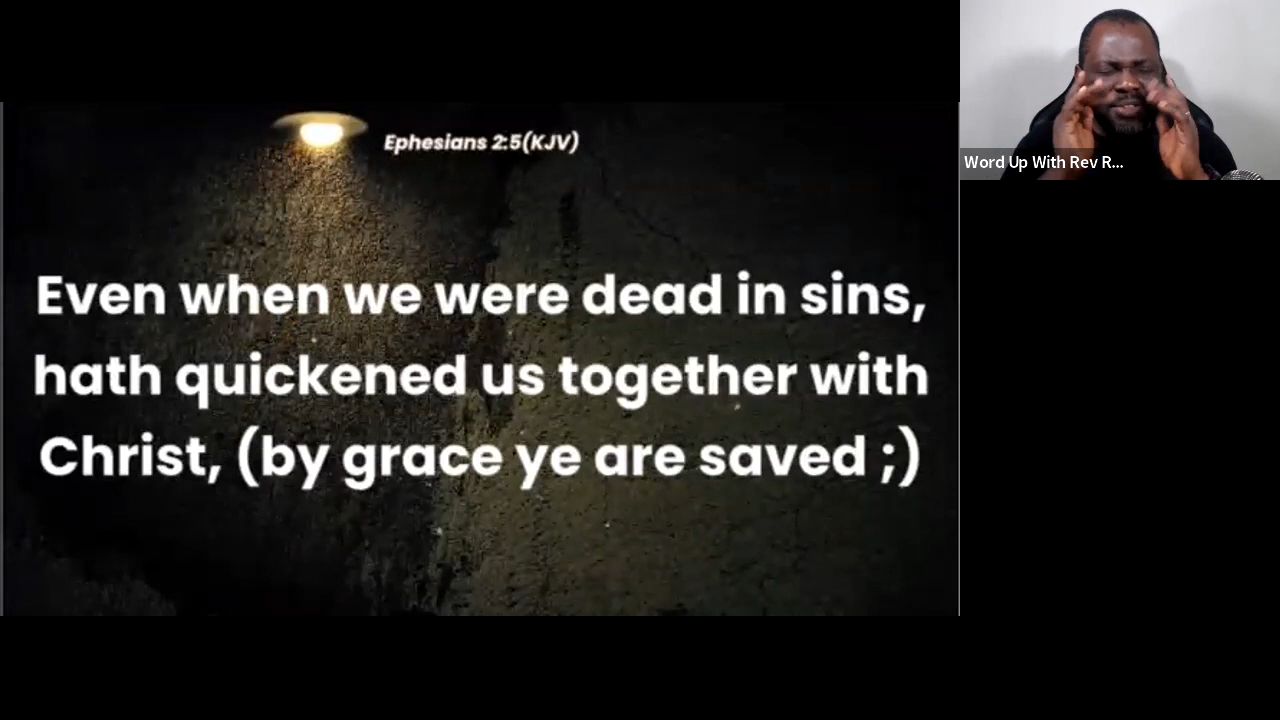 Ephesians 2:5(KJV)
Even when we were dead in sins,
hath quickened us together with
Christ, (by grace ye are saved ;)
Word Up With Rev R...